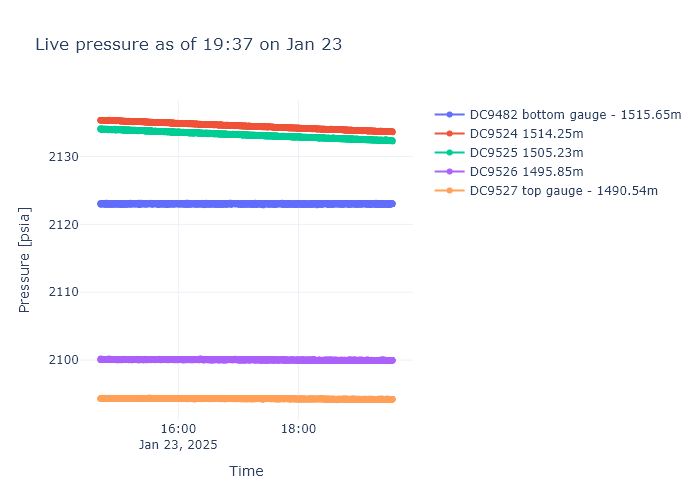 Live pressure as of 19:37 on Jan 23
DC9482 bottom gauge - 1515.65m
DC9524 1514.25m
DC9525 1505.23m
DC9526 1495.85m
DC9527 top gauge - 1490.54m
Pressure [psia]
2130
2120
2110
2100
16:00
Jan 23, 2025
18:00
Time